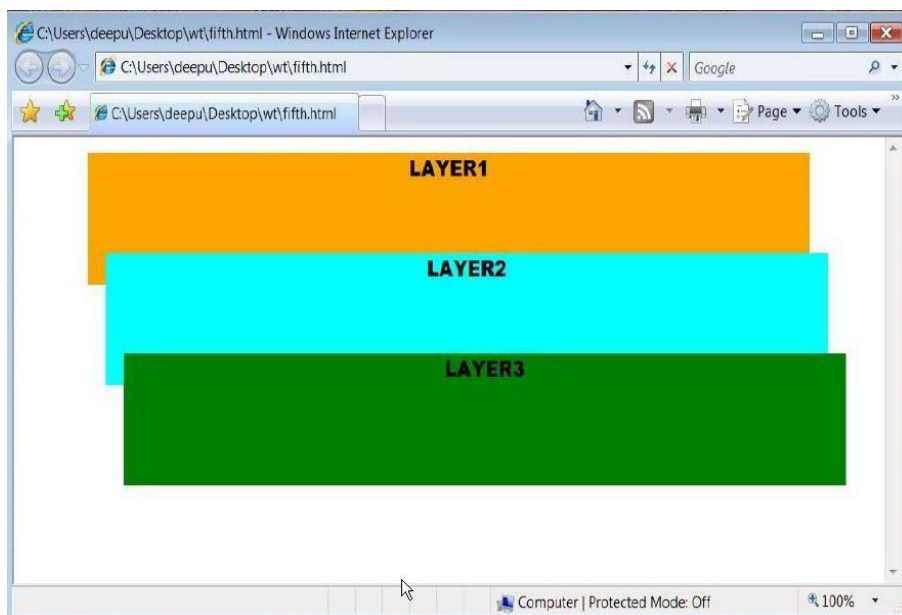 C:\Users\deepu\Desktop\wt\fifth.html - Windows Internet Explorer
C:\Users\deepu\Desktop\wt\fifth.html Google
C:\Users\deepu\Desktop\wt\fifth.html Page Tools »
LAYER1
LAYER2
LAYER3
Computer | Protected Mode: Off 100%